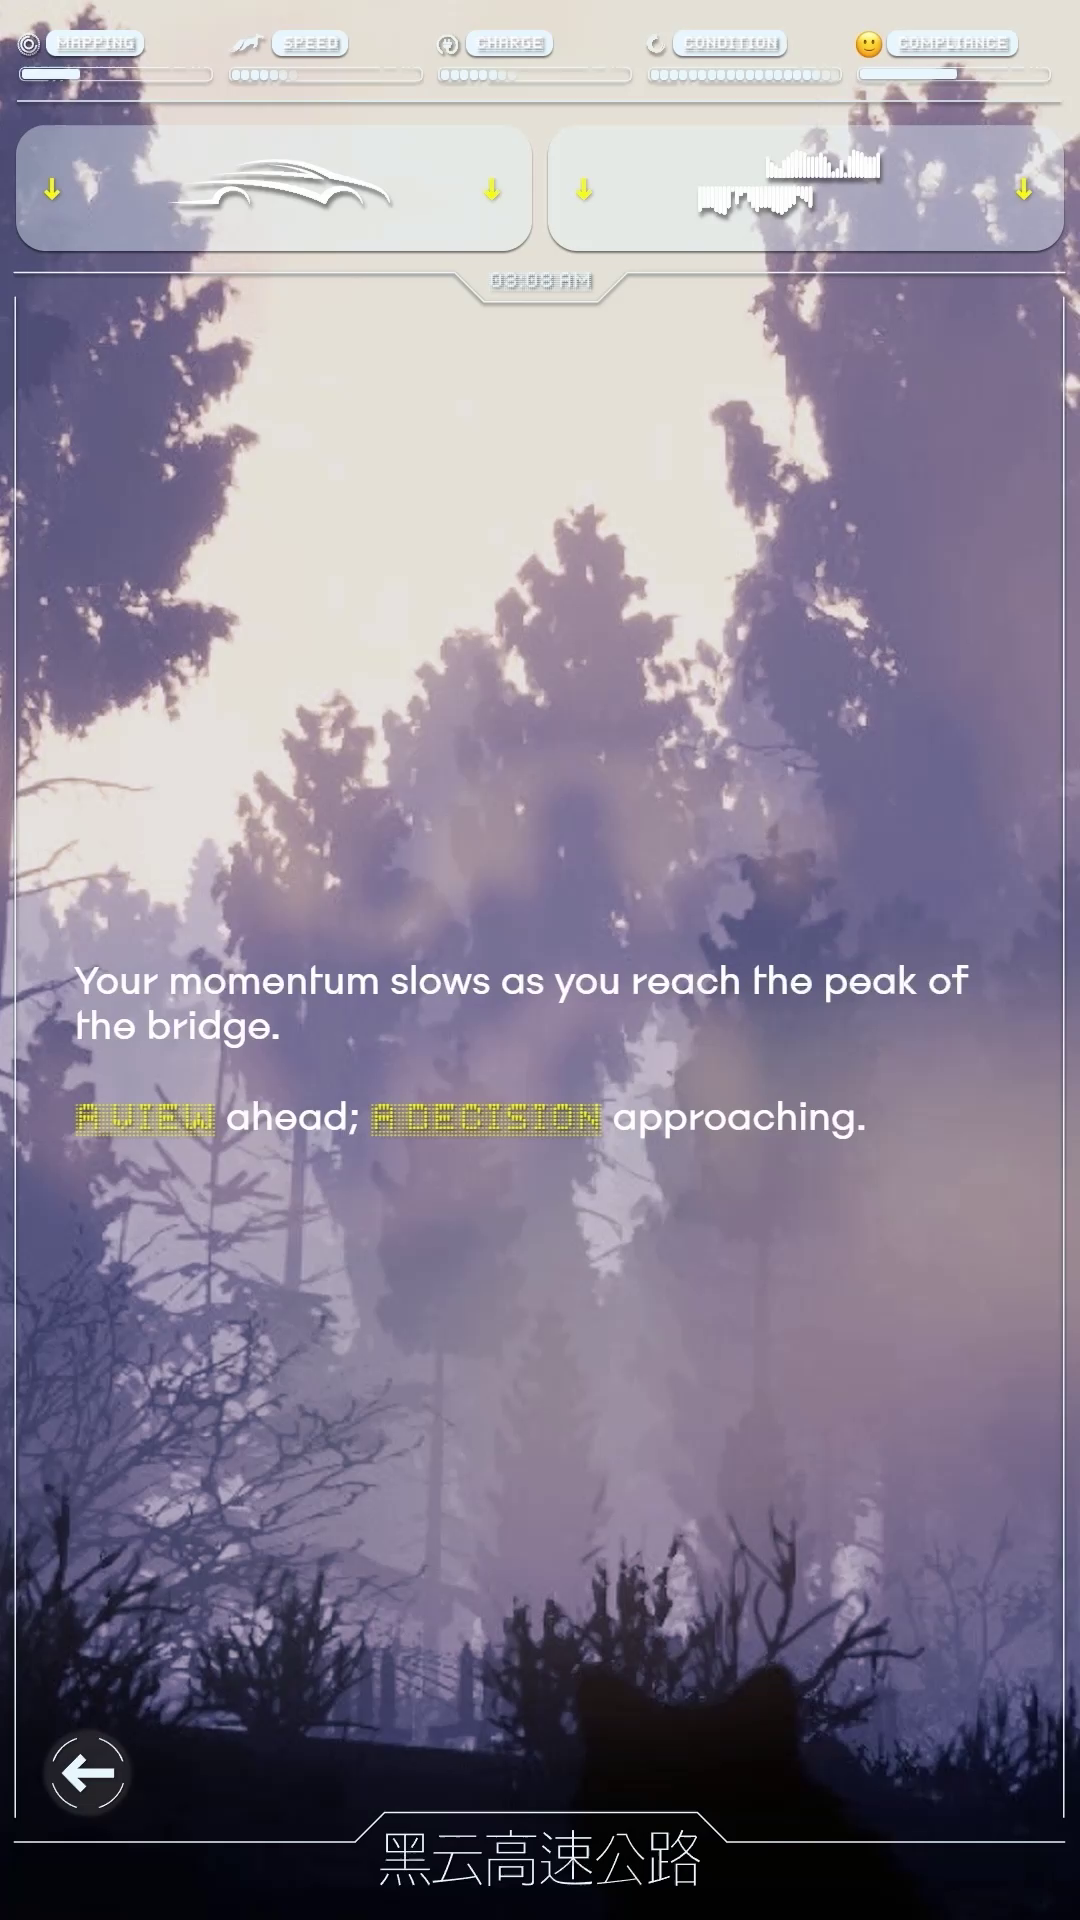 MAPPING SPEED CHARGE CONDITION COMPLIANCE
03:08 AM
Your momentum slows as you reach the peak of
the bridge.
A VIEW ahead; A DECISION approaching.
黑云高速公路